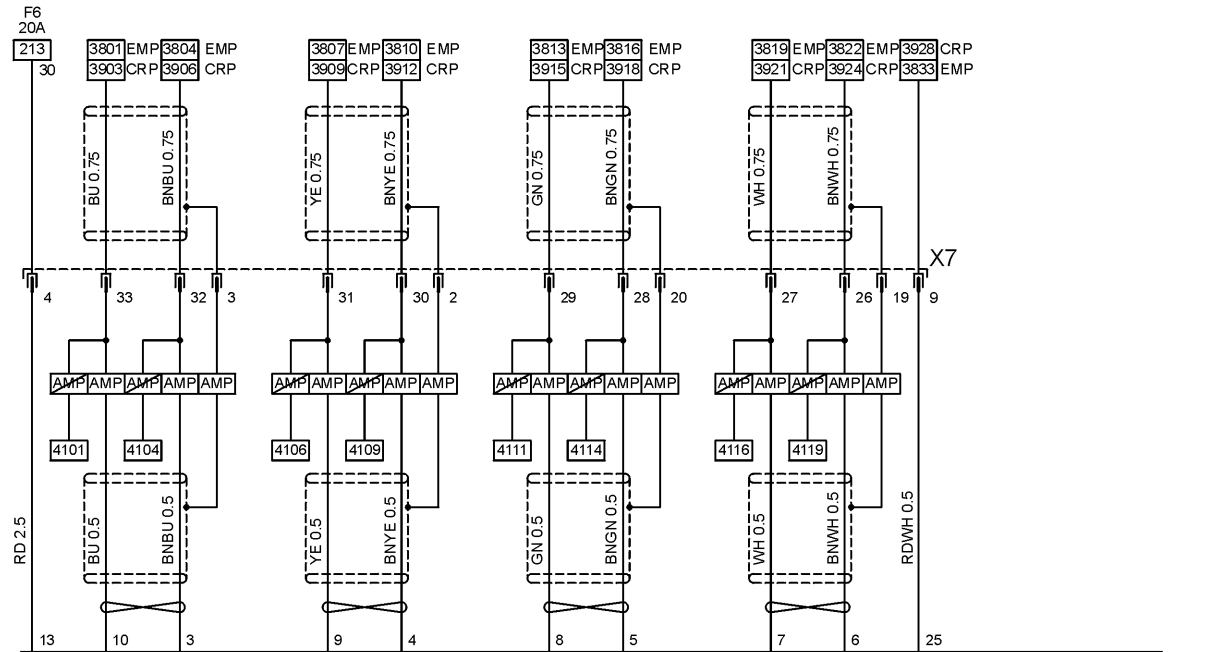 F6
20A
213
3801 EMP 3804 EMP 3807 EMP 3810 EMP 3813 EMP 3816 EMP 3819 EMP 3822 EMP 3928 CRP
30 3903 CRP 3906 CRP 3909 CRP 3912 CRP 3915 CRP 3918 CRP 3921 CRP 3924 CRP 3833 EMP
BU 0.75 BNBU 0.75 YE 0.75 BNYE 0.75 GN 0.75 BNGN 0.75 WH 0.75 BNWH 0.75
X7
4 33 32 3 31 30 2 29 28 20 27 26 19 9
AMP AMP AMP AMP AMP AMP AMP AMP AMP AMP AMP AMP AMP AMP AMP AMP AMP AMP AMP AMP
4101 4104 4106 4109 4111 4114 4116 4119
RD 2.5 BU 0.5 BNBU 0.5 YE 0.5 BNYE 0.5 GN 0.5 BNGN 0.5 WH 0.5 BNWH 0.5 RDWH 0.5
13 10 3 9 4 8 5 7 6 25